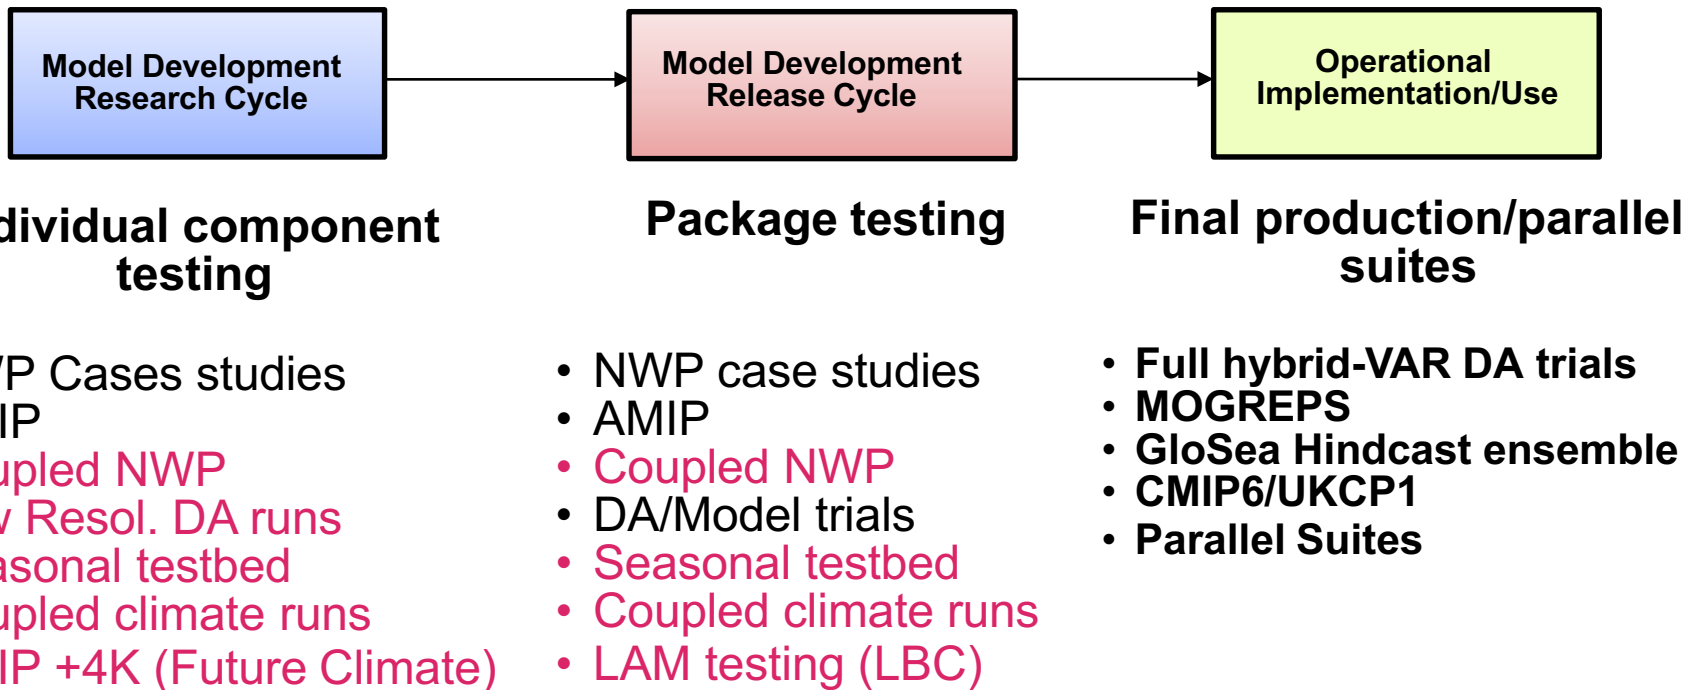 Model Development
Research Cycle
Model Development
Release Cycle
Operational
Implementation/Use
dividual component
testing
Package testing
Final production/parallel
suites
P Cases studies
IP
upled NWP
w Resol. DA runs
asonal testbed
upled climate runs
IP +4K (Future Climate)
• NWP case studies
• AMIP
• Coupled NWP
• DA/Model trials
• Seasonal testbed
• Coupled climate runs
• LAM testing (LBC)
• Full hybrid-VAR DA trials
• MOGREPS
• GloSea Hindcast ensemble
• CMIP6/UKCP1
• Parallel Suites